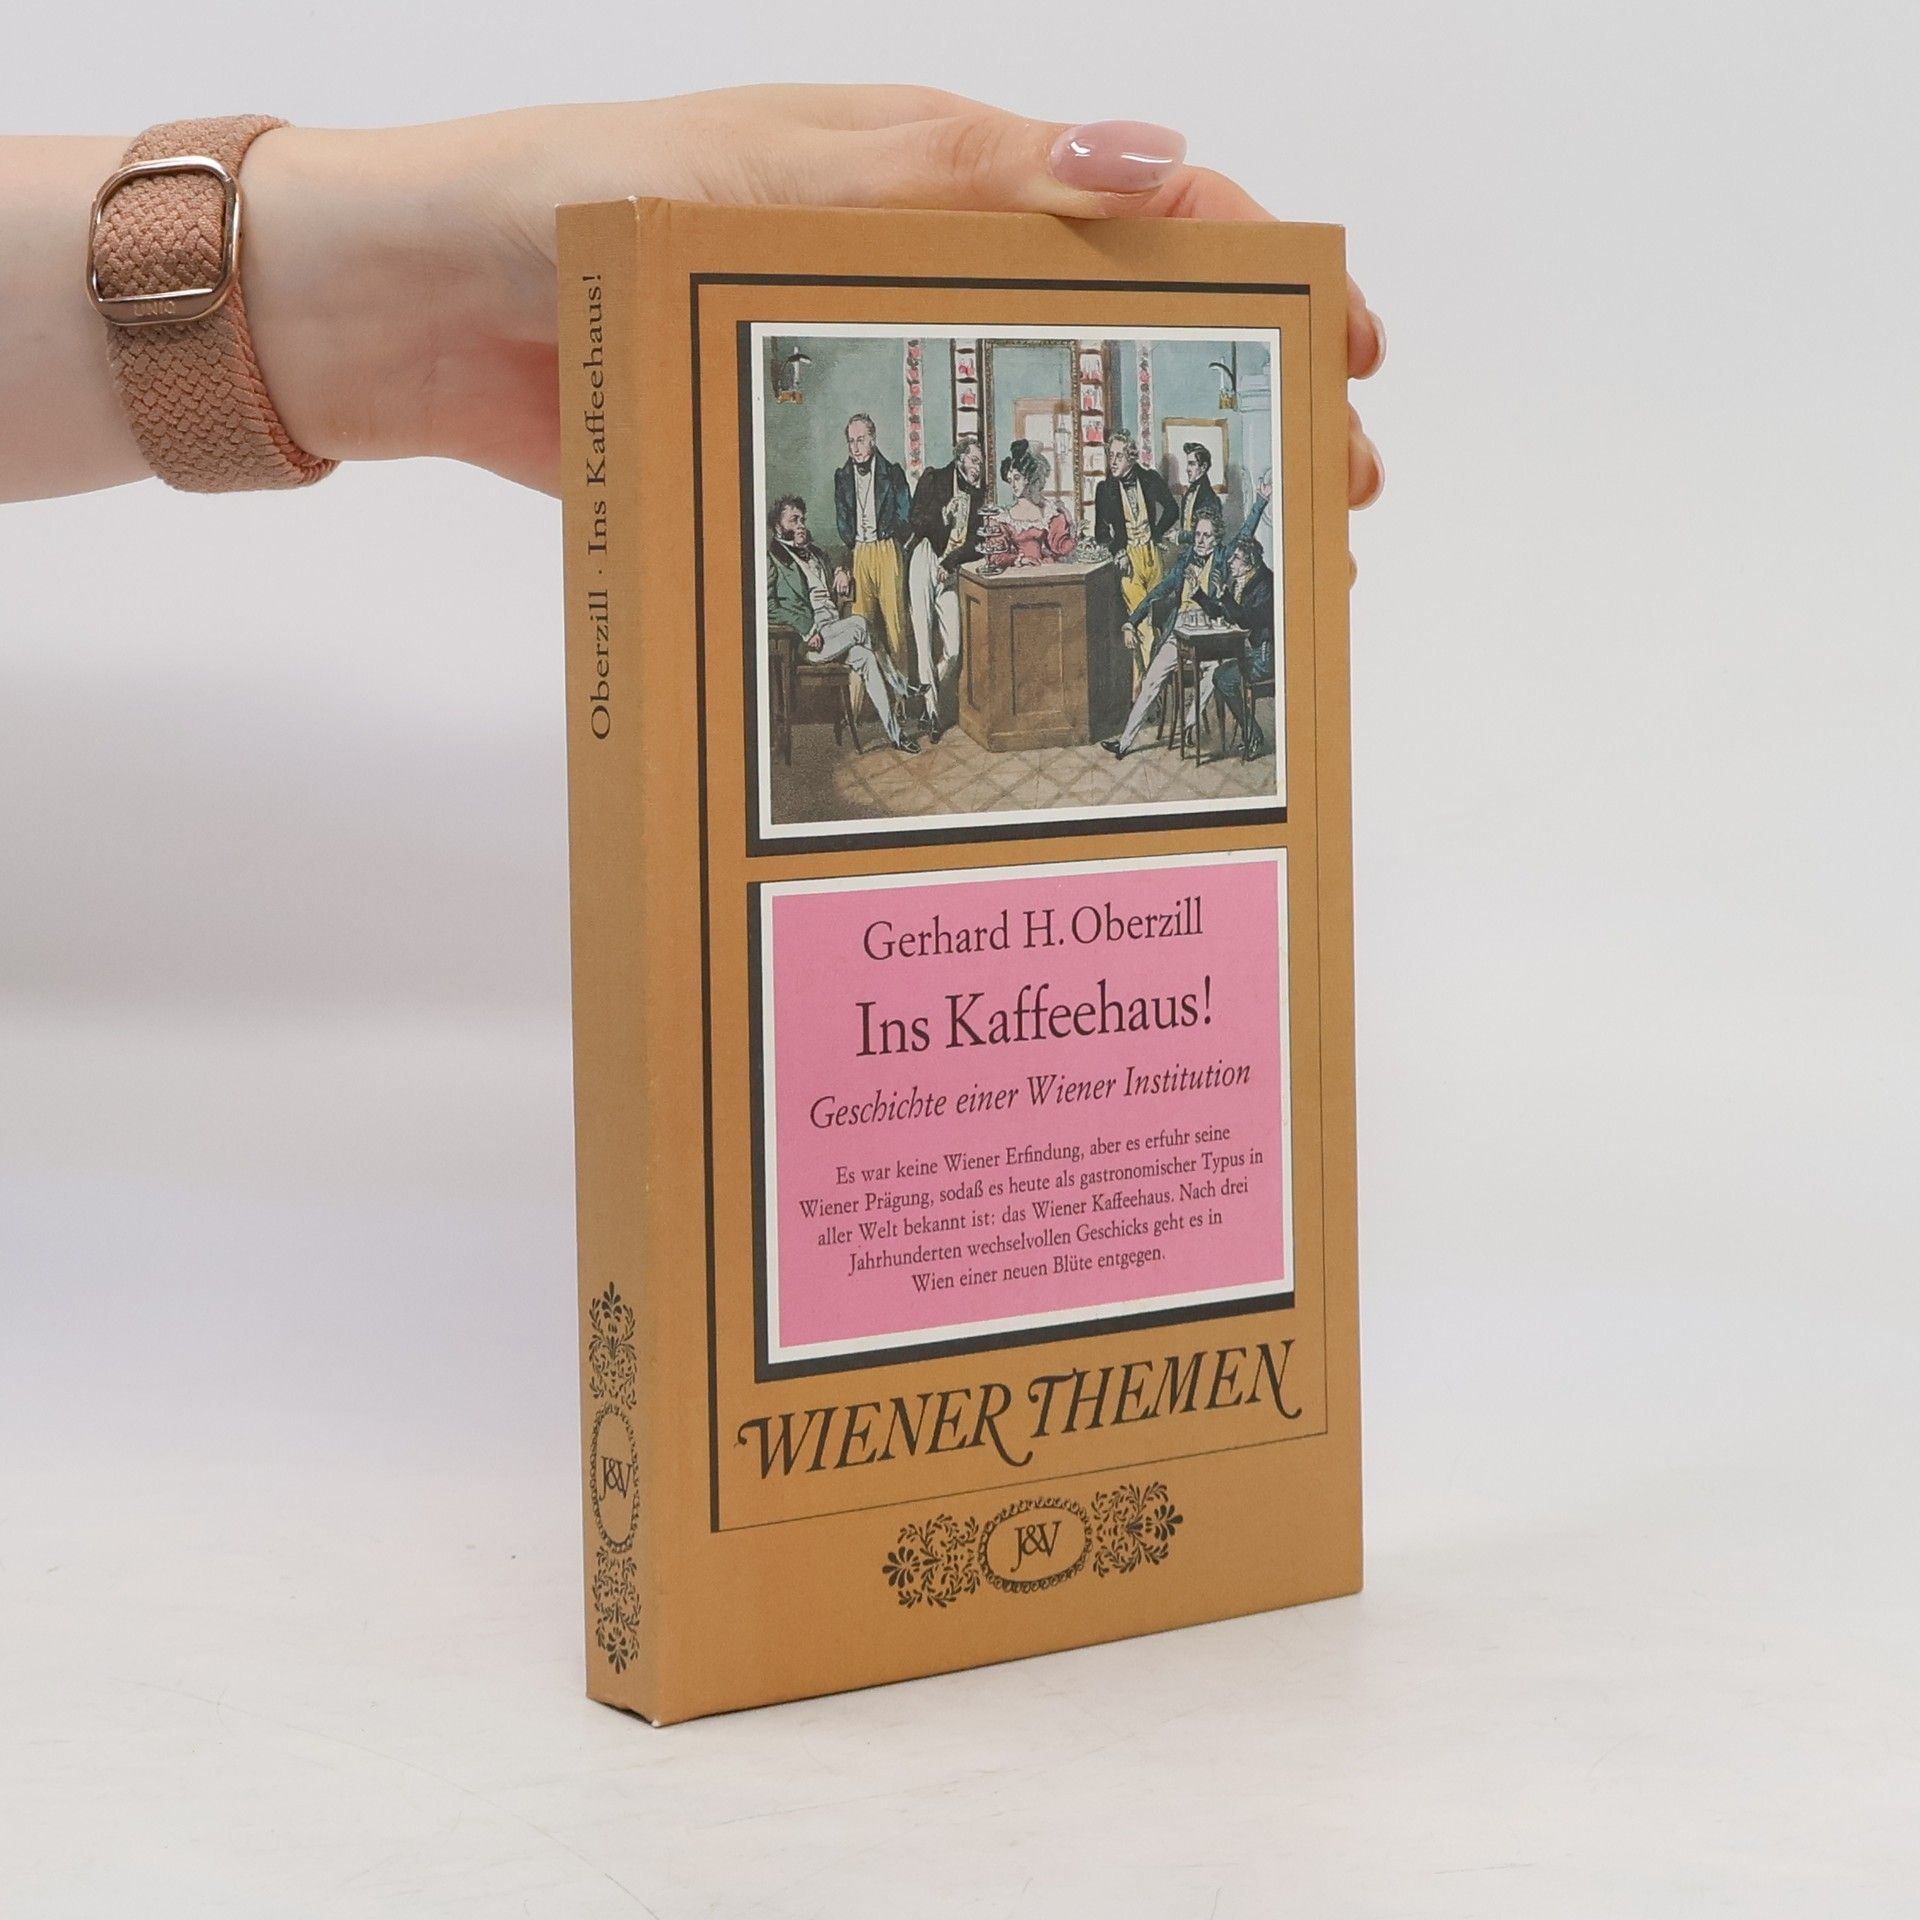 UNIQ
Oberzill · Ins Kaffeehaus!
J&V
Gerhard H. Oberzill
Ins Kaffeehaus!
Geschichte einer Wiener Institution
Es war keine Wiener Erfindung, aber es erfuhr seine
Wiener Prägung, sodaß es heute als gastronomischer Typus in
aller Welt bekannt ist: das Wiener Kaffeehaus. Nach drei
Jahrhunderten wechselvollen Geschicks geht es in
Wien einer neuen Blüte entgegen.
WIENER THEMEN
J&V